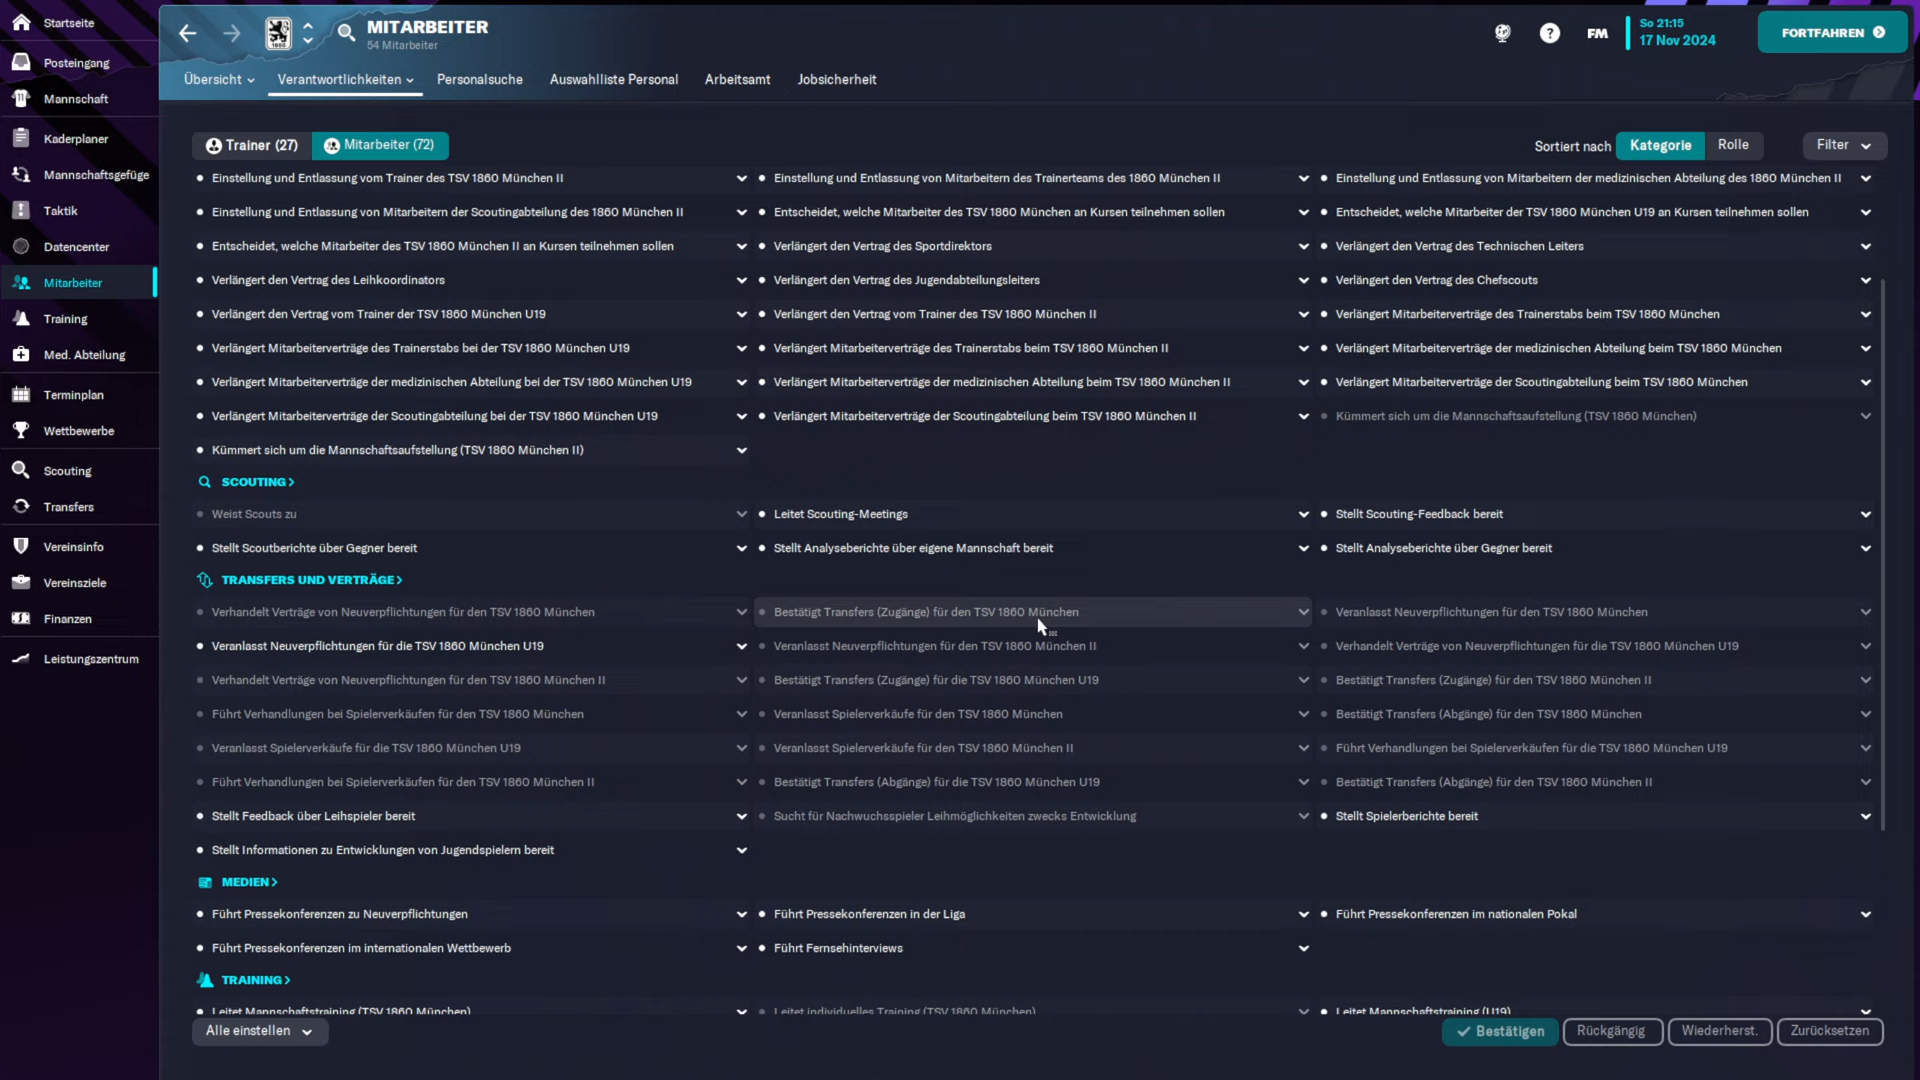 Startseite
Posteingang
Mannschaft
Kaderplaner
Mannschaftsgefüge
Taktik
Datencenter
Mitarbeiter
Training
Med. Abteilung
Terminplan
Wettbewerbe
Scouting
Transfers
Vereinsinfo
Vereinsziele
Finanzen
Leistungszentrum
MITARBEITER
54 Mitarbeiter
FM
So 21:15
17 Nov 2024
FORTFAHREN
Übersicht Verantwortlichkeiten Personalsuche Auswahlliste Personal Arbeitsamt Jobsicherheit
Trainer (27) Mitarbeiter (72) Sortiert nach Kategorie Rolle Filter
Einstellung und Entlassung vom Trainer des TSV 1860 München II Einstellung und Entlassung von Mitarbeitern des Trainerteams des 1860 München II Einstellung und Entlassung von Mitarbeitern der medizinischen Abteilung des 1860 München II
Einstellung und Entlassung von Mitarbeitern der Scoutingabteilung des 1860 München II Entscheidet, welche Mitarbeiter des TSV 1860 München an Kursen teilnehmen sollen Entscheidet, welche Mitarbeiter der TSV 1860 München U19 an Kursen teilnehmen sollen
Entscheidet, welche Mitarbeiter des TSV 1860 München II an Kursen teilnehmen sollen Verlängert den Vertrag des Sportdirektors Verlängert den Vertrag des Technischen Leiters
Verlängert den Vertrag des Leihkoordinators Verlängert den Vertrag des Jugendabteilungsleiters Verlängert den Vertrag des Chefscouts
Verlängert den Vertrag vom Trainer der TSV 1860 München U19 Verlängert den Vertrag vom Trainer des TSV 1860 München II Verlängert Mitarbeiterverträge des Trainerstabs beim TSV 1860 München
Verlängert Mitarbeiterverträge des Trainerstabs bei der TSV 1860 München U19 Verlängert Mitarbeiterverträge des Trainerstabs beim TSV 1860 München II Verlängert Mitarbeiterverträge der medizinischen Abteilung beim TSV 1860 München
Verlängert Mitarbeiterverträge der medizinischen Abteilung bei der TSV 1860 München U19 Verlängert Mitarbeiterverträge der medizinischen Abteilung beim TSV 1860 München II Verlängert Mitarbeiterverträge der Scoutingabteilung beim TSV 1860 München
Verlängert Mitarbeiterverträge der Scoutingabteilung bei der TSV 1860 München U19 Verlängert Mitarbeiterverträge der Scoutingabteilung beim TSV 1860 München II Kümmert sich um die Mannschaftsaufstellung (TSV 1860 München)
Kümmert sich um die Mannschaftsaufstellung (TSV 1860 München II)
SCOUTING >
Weist Scouts zu Leitet Scouting-Meetings Stellt Scouting-Feedback bereit
Stellt Scoutberichte über Gegner bereit Stellt Analyseberichte über eigene Mannschaft bereit Stellt Analyseberichte über Gegner bereit
TRANSFERS UND VERTRÄGE >
Verhandelt Verträge von Neuverpflichtungen für den TSV 1860 München Bestätigt Transfers (Zugänge) für den TSV 1860 München Veranlasst Neuverpflichtungen für den TSV 1860 München
Veranlasst Neuverpflichtungen für die TSV 1860 München U19 Veranlasst Neuverpflichtungen für den TSV 1860 München II Verhandelt Verträge von Neuverpflichtungen für die TSV 1860 München U19
Verhandelt Verträge von Neuverpflichtungen für den TSV 1860 München II Bestätigt Transfers (Zugänge) für die TSV 1860 München U19 Bestätigt Transfers (Zugänge) für den TSV 1860 München II
Führt Verhandlungen bei Spielerverkäufen für den TSV 1860 München Veranlasst Spielerverkäufe für den TSV 1860 München Bestätigt Transfers (Abgänge) für den TSV 1860 München
Veranlasst Spielerverkäufe für die TSV 1860 München U19 Veranlasst Spielerverkäufe für den TSV 1860 München II Führt Verhandlungen bei Spielerverkäufen für die TSV 1860 München U19
Führt Verhandlungen bei Spielerverkäufen für den TSV 1860 München II Bestätigt Transfers (Abgänge) für die TSV 1860 München U19 Bestätigt Transfers (Abgänge) für den TSV 1860 München II
Stellt Feedback über Leihspieler bereit Sucht für Nachwuchsspieler Leihmöglichkeiten zwecks Entwicklung Stellt Spielerberichte bereit
Stellt Informationen zu Entwicklungen von Jugendspielern bereit
MEDIEN >
Führt Pressekonferenzen zu Neuverpflichtungen Führt Pressekonferenzen in der Liga Führt Pressekonferenzen im nationalen Pokal
Führt Pressekonferenzen im internationalen Wettbewerb Führt Fernsehinterviews
TRAINING >
Leitet Mannschaftstraining (TSV 1860 München) Leitet individuelles Training (TSV 1860 München) Leitet Mannschaftstraining (U19)
Alle einstellen Bestätigen Rückgängig Wiederherst. Zurücksetzen